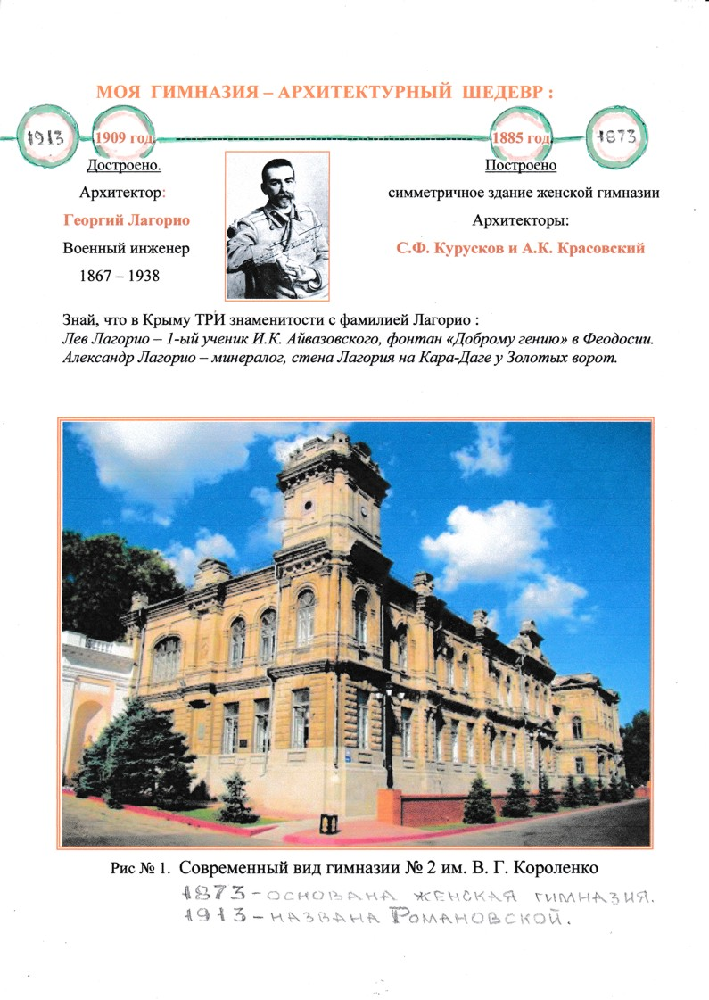 МОЯ ГИМНАЗИЯ – АРХИТЕКТУРНЫЙ ШЕДЕВР :
1913 1909 год. 1885 год. 1873
Достроено.
Архитектор:
Георгий Лагорио
Военный инженер
1867 – 1938
Построено
симметричное здание женской гимназии
Архитекторы:
С.Ф. Курусков и А.К. Красовский
Знай, что в Крыму ТРИ знаменитости с фамилией Лагорио :
Лев Лагорио – 1-ый ученик И.К. Айвазовского, фонтан «Доброму гению» в Феодосии.
Александр Лагорио – минералог, стена Лагория на Кара-Даге у Золотых ворот.
Рис № 1. Современный вид гимназии № 2 им. В. Г. Короленко
1873 – основана женская гимназия.
1913 – названа Романовской.